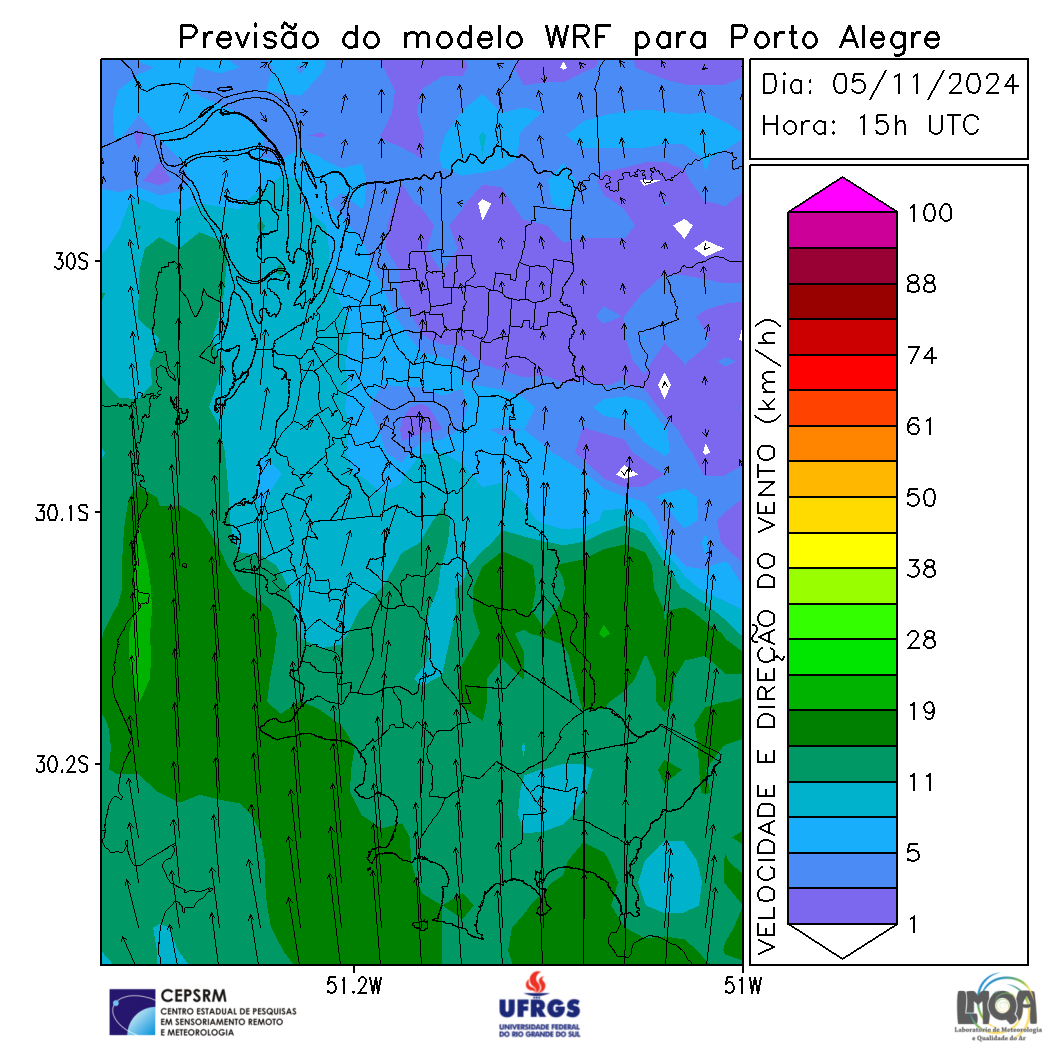 Previsão do modelo WRF para Porto Alegre
Dia: 05/11/2024
Hora: 15h UTC
VELOCIDADE E DIREÇÃO DO VENTO (km/h)
100
88
74
61
50
38
28
19
11
5
1
30S
30.1S
30.2S
51.2W
51W
CEPSRM
CENTRO ESTADUAL DE PESQUISAS
EM SENSORIAMENTO REMOTO
E METEOROLOGIA
UFRGS
UNIVERSIDADE FEDERAL
DO RIO GRANDE DO SUL
LMQA
Laboratório de Meteorologia
e Qualidade do Ar